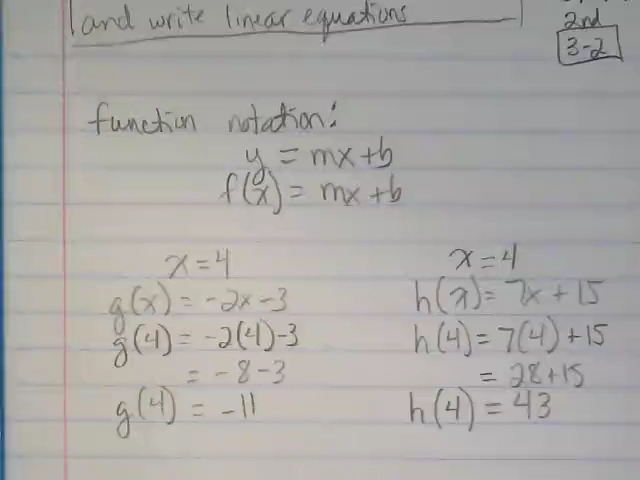 and write linear equations
2nd
3-2
function notation:
y = mx+b
f(x) = mx+b
x=4
g(x) = -2x-3
g(4) = -2(4)-3
= -8-3
g(4) = -11
x=4
h(x) = 7x+15
h(4) = 7(4)+15
= 28+15
h(4) = 43